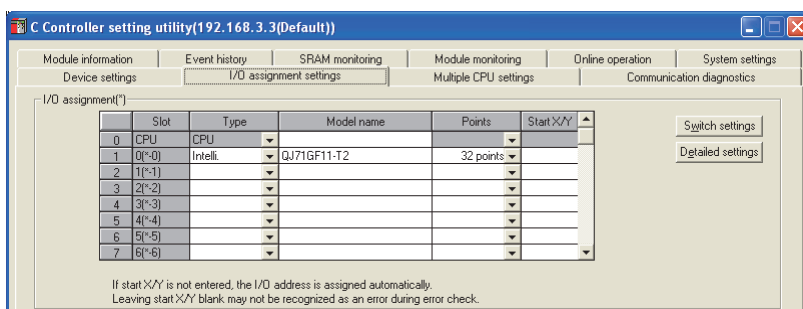 C Controller setting utility(192.168.3.3(Default))
Module information Event history SRAM monitoring Module monitoring Online operation System settings
Device settings I/O assignment settings Multiple CPU settings Communication diagnostics
I/O assignment(*)
Slot Type Model name Points Start X/Y
0 CPU CPU
1 0(*-0) Intelli. QJ71GF11-T2 32 points
2 1(*-1)
3 2(*-2)
4 3(*-3)
5 4(*-4)
6 5(*-5)
7 6(*-6)
Switch settings
Detailed settings
If start X/Y is not entered, the I/O address is assigned automatically.
Leaving start X/Y blank may not be recognized as an error during error check.